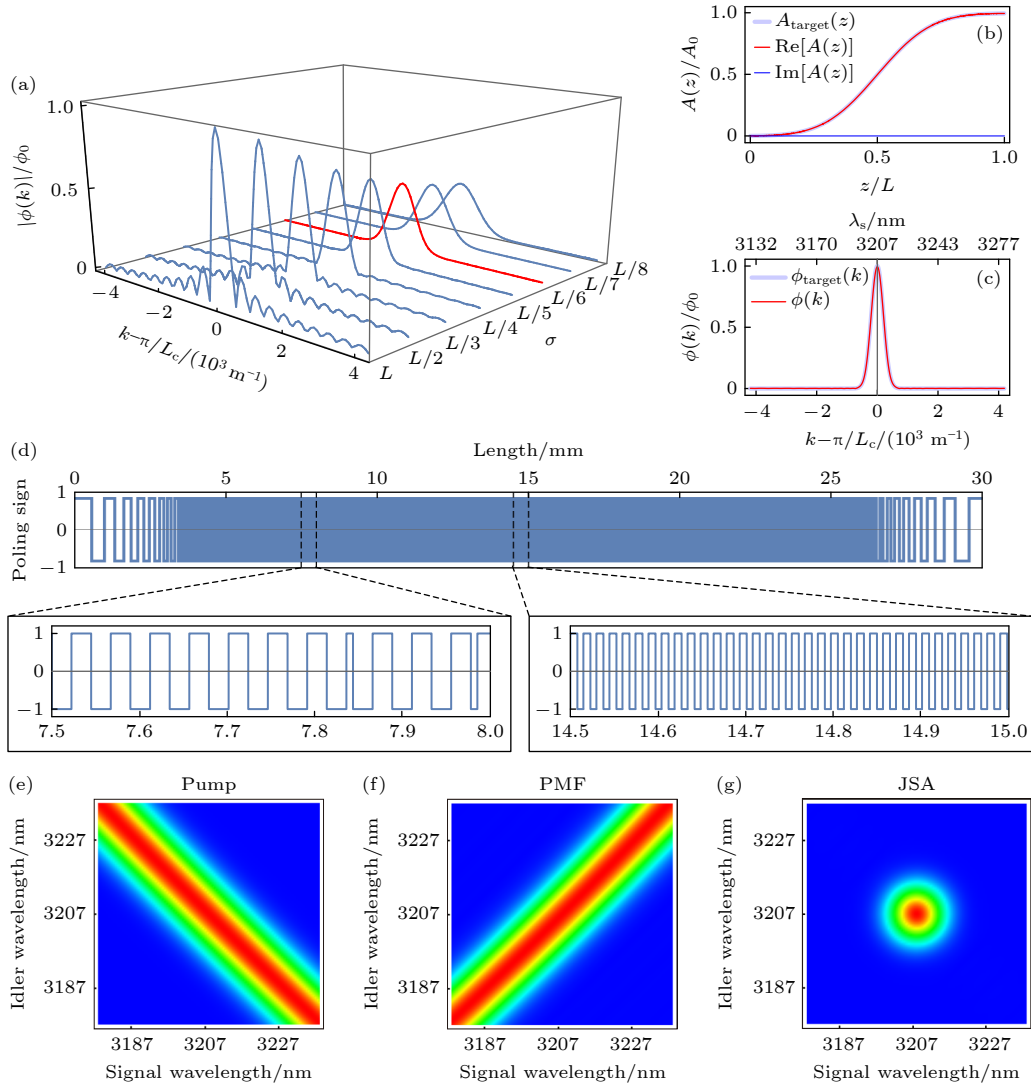 (a)
|ϕ(k)|/ϕ0
1.0
0.5
0
−4
−2
0
2
4
k−π/Lc/(10³ m⁻¹)
L
L/2
L/3
L/4
L/5
L/6
L/7
L/8
σ
(b)
A(z)/A0
1.0
0.5
0
Atarget(z)
Re[A(z)]
Im[A(z)]
0 0.5 1.0
z/L
λs/nm
3132 3170 3207 3243 3277
(c)
ϕ(k)/ϕ0
1.0
0.5
0
ϕtarget(k)
ϕ(k)
−4 −2 0 2 4
k−π/Lc/(10³ m⁻¹)
(d)
Length/mm
0 5 10 15 20 25 30
Poling sign
1
0
−1
1
0
−1
7.5 7.6 7.7 7.8 7.9 8.0
1
0
−1
14.5 14.6 14.7 14.8 14.9 15.0
(e) Pump
Idler wavelength/nm
3227
3207
3187
3187 3207 3227
Signal wavelength/nm
(f) PMF
Idler wavelength/nm
3227
3207
3187
3187 3207 3227
Signal wavelength/nm
(g) JSA
Idler wavelength/nm
3227
3207
3187
3187 3207 3227
Signal wavelength/nm